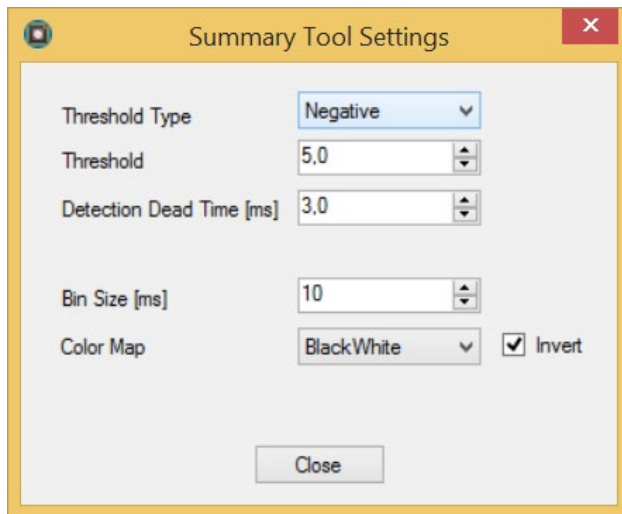 Summary Tool Settings
Threshold Type Negative
Threshold 5,0
Detection Dead Time [ms] 3,0
Bin Size [ms] 10
Color Map BlackWhite Invert
Close